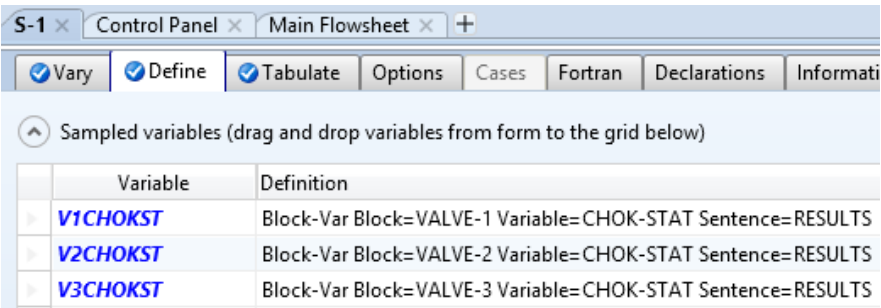 S-1 Control Panel Main Flowsheet
Vary Define Tabulate Options Cases Fortran Declarations Informati
Sampled variables (drag and drop variables from form to the grid below)
Variable Definition
V1CHOKST Block-Var Block=VALVE-1 Variable=CHOK-STAT Sentence=RESULTS
V2CHOKST Block-Var Block=VALVE-2 Variable=CHOK-STAT Sentence=RESULTS
V3CHOKST Block-Var Block=VALVE-3 Variable=CHOK-STAT Sentence=RESULTS